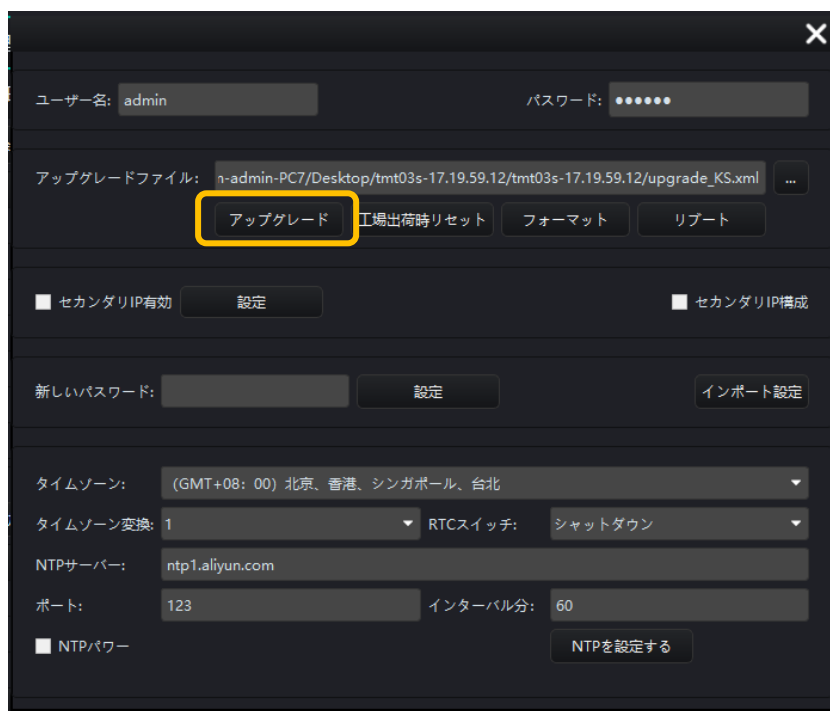 ユーザー名: admin パスワード: ●●●●●●
アップグレードファイル: n-admin-PC7/Desktop/tmt03s-17.19.59.12/tmt03s-17.19.59.12/upgrade_KS.xml ...
アップグレード 工場出荷時リセット フォーマット リブート
セカンダリIP有効 設定 セカンダリIP構成
新しいパスワード: 設定 インポート設定
タイムゾーン: (GMT+08: 00) 北京、香港、シンガポール、台北
タイムゾーン変換: 1 RTCスイッチ: シャットダウン
NTPサーバー: ntp1.aliyun.com
ポート: 123 インターバル分: 60
NTPパワー NTPを設定する